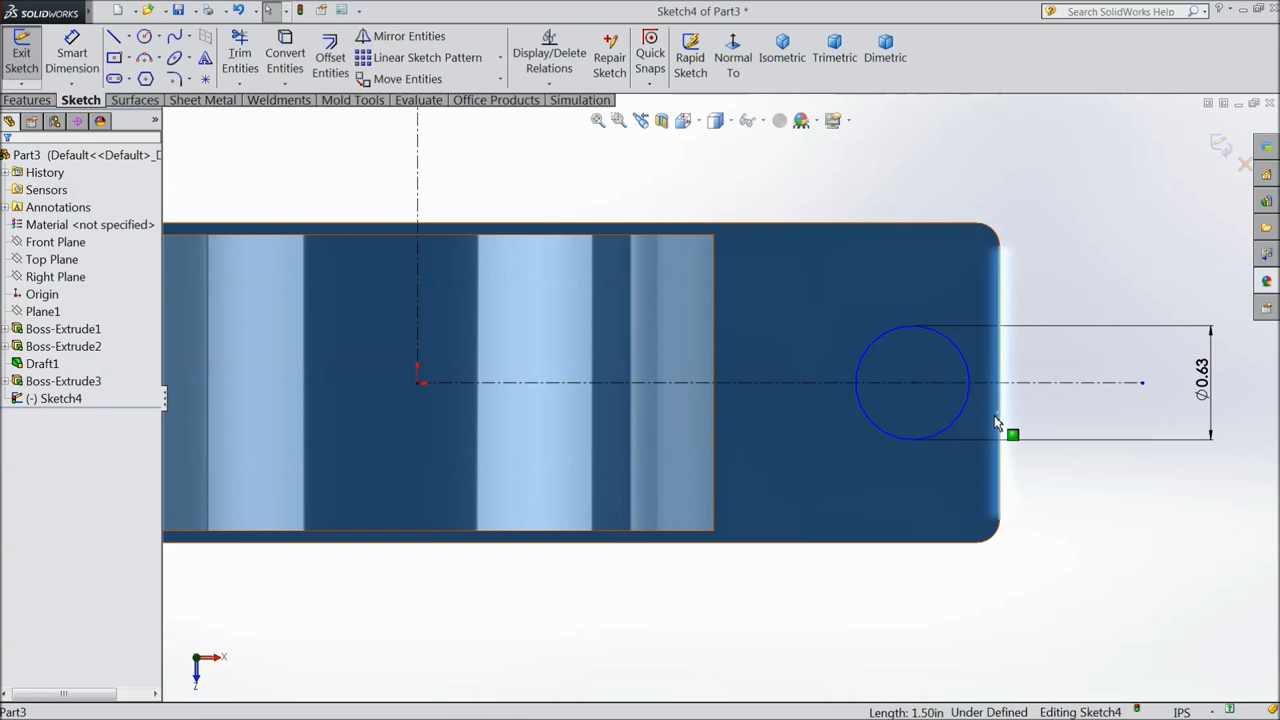 SOLIDWORKS
Sketch4 of Part3 *
Search SolidWorks Help
Exit Sketch
Smart Dimension
Trim Entities
Convert Entities
Offset Entities
Mirror Entities
Linear Sketch Pattern
Move Entities
Display/Delete Relations
Repair Sketch
Quick Snaps
Rapid Sketch
Normal To
Isometric
Trimetric
Dimetric
Features
Sketch
Surfaces
Sheet Metal
Weldments
Mold Tools
Evaluate
Office Products
Simulation
Part3 (Default<<Default>_D
History
Sensors
Annotations
Material <not specified>
Front Plane
Top Plane
Right Plane
Origin
Plane1
Boss-Extrude1
Boss-Extrude2
Draft1
Boss-Extrude3
(-) Sketch4
∅0.63
X
Z
Part3
Length: 1.50in
Under Defined
Editing Sketch4
IPS